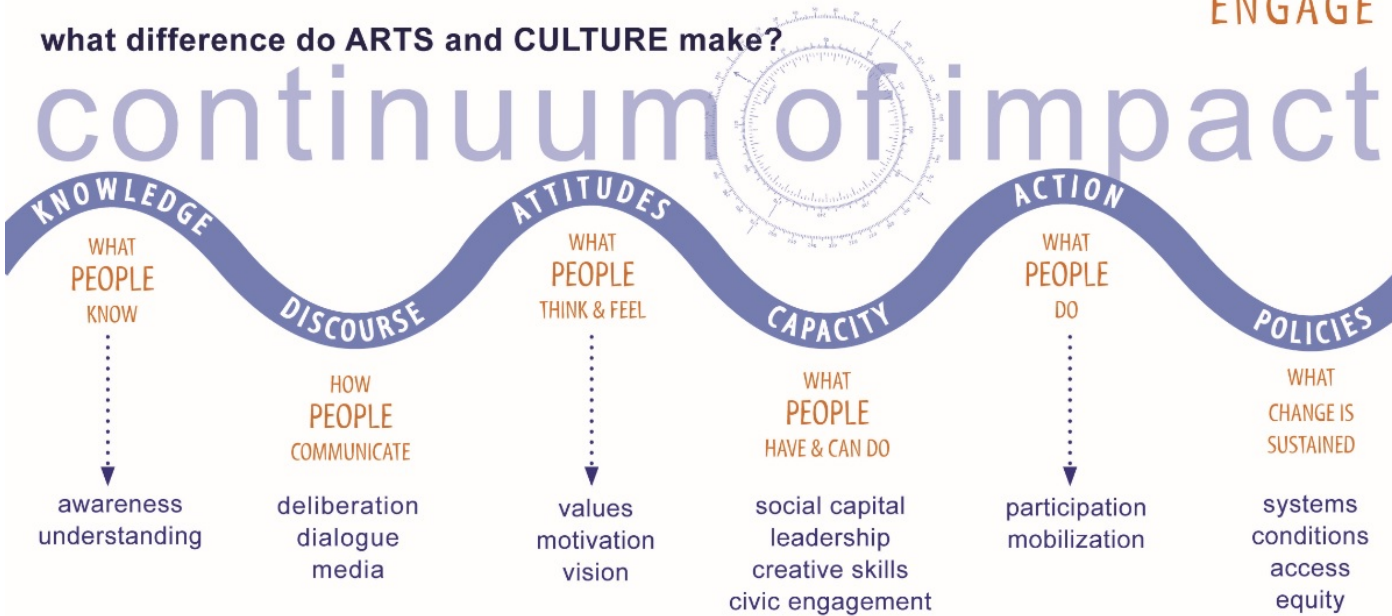 ENGAGE
what difference do ARTS and CULTURE make?
continuum of impact
KNOWLEDGE
WHAT
PEOPLE
KNOW
awareness
understanding
DISCOURSE
HOW
PEOPLE
COMMUNICATE
deliberation
dialogue
media
ATTITUDES
WHAT
PEOPLE
THINK & FEEL
values
motivation
vision
CAPACITY
WHAT
PEOPLE
HAVE & CAN DO
social capital
leadership
creative skills
civic engagement
ACTION
WHAT
PEOPLE
DO
participation
mobilization
POLICIES
WHAT
CHANGE IS
SUSTAINED
systems
conditions
access
equity